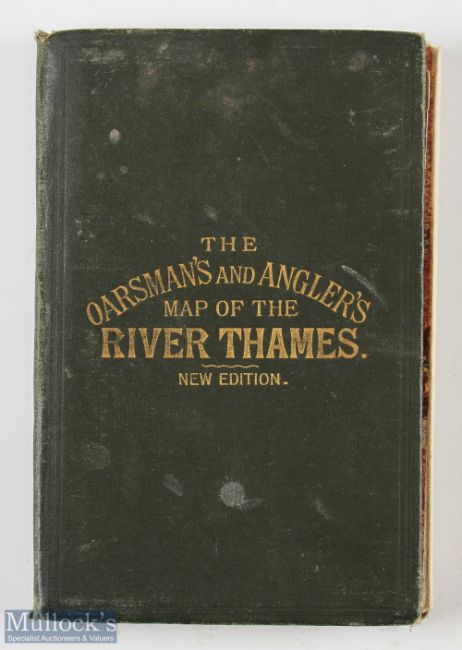 THE
OARSMAN'S AND ANGLER'S
MAP OF THE
RIVER THAMES.
NEW EDITION.
Mullock's
Specialist Auctioneers & Valuers